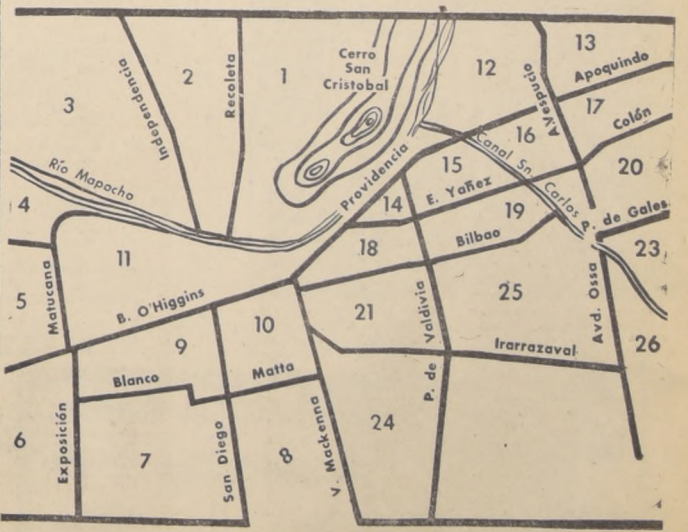 13
Cerro
San
Cristobal
12
Apoquindo
Independencia
2
Recoleta
1
A.Vespucio
17
3
16
Colón
Canal Sn. Carlos
Río Mapocho
Providencia
15
20
E. Yañez
4
14
19
P. de Gales
11
18
Bilbao
23
5
Matucana
B. O'Higgins
25
Avd. Ossa
10
21
P. de Valdivia
26
9
Irarrazaval
Blanco
Matta
6
Exposición
7
San Diego
8
V. Mackenna
24